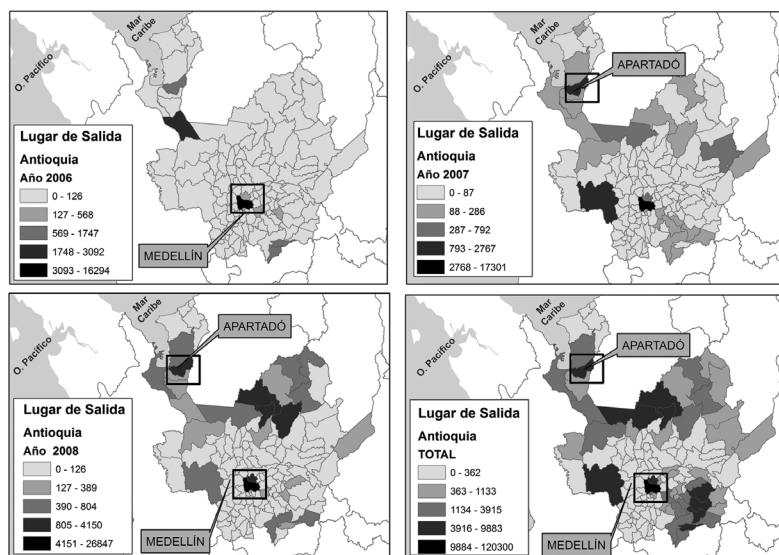 Mar
Caribe
O. Pacífico
Lugar de Salida
Antioquia
Año 2006
0 - 126
127 - 568
569 - 1747
1748 - 3092
3093 - 16294
MEDELLÍN
Mar
Caribe
O. Pacífico
APARTADÓ
Lugar de Salida
Antioquia
Año 2007
0 - 87
88 - 286
287 - 792
793 - 2767
2768 - 17301
Mar
Caribe
O. Pacífico
APARTADÓ
Lugar de Salida
Antioquia
Año 2008
0 - 126
127 - 389
390 - 804
805 - 4150
4151 - 26847
MEDELLÍN
Mar
Caribe
O. Pacífico
APARTADÓ
Lugar de Salida
Antioquia
TOTAL
0 - 362
363 - 1133
1134 - 3915
3916 - 9883
9884 - 120300
MEDELLÍN